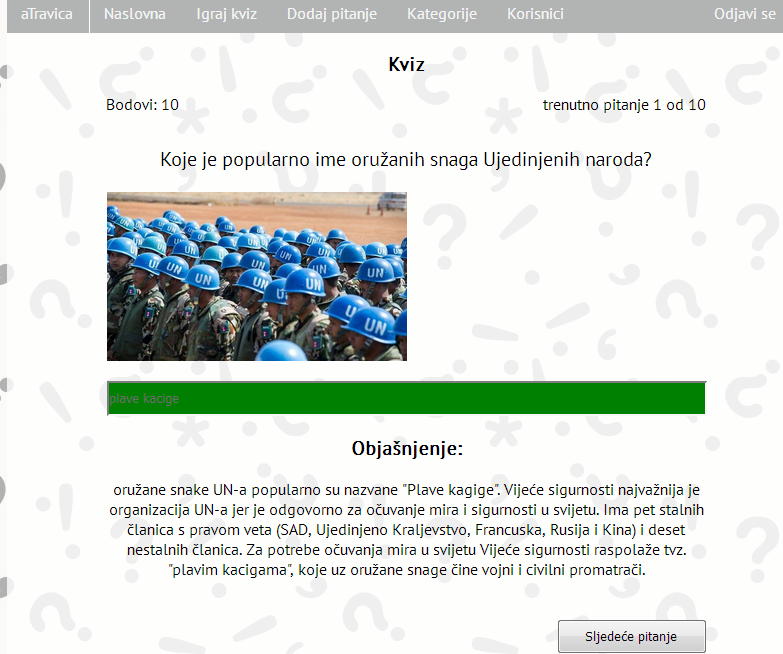 aTravica Naslovna Igraj kviz Dodaj pitanje Kategorije Korisnici Odjavi se
Kviz
Bodovi: 10 trenutno pitanje 1 od 10
Koje je popularno ime oružanih snaga Ujedinjenih naroda?
UN UN UN UN UN UN UN UN
plave kacige
Objašnjenje:
oružane snake UN-a popularno su nazvane "Plave kagige". Vijeće sigurnosti najvažnija je
organizacija UN-a jer je odgovorno za očuvanje mira i sigurnosti u svijetu. Ima pet stalnih
članica s pravom veta (SAD, Ujedinjeno Kraljevstvo, Francuska, Rusija i Kina) i deset
nestalnih članica. Za potrebe očuvanja mira u svijetu Vijeće sigurnosti raspolaže tvz.
"plavim kacigama", koje uz oružane snage čine vojni i civilni promatrači.
Sljedeće pitanje